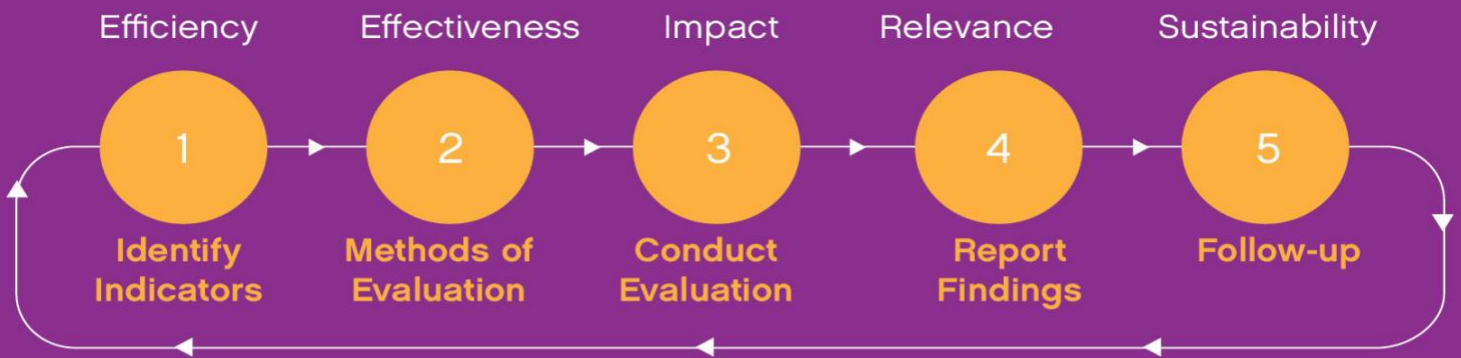 Efficiency Effectiveness Impact Relevance Sustainability
1 2 3 4 5
Identify Methods of Conduct Report Follow-up
Indicators Evaluation Evaluation Findings